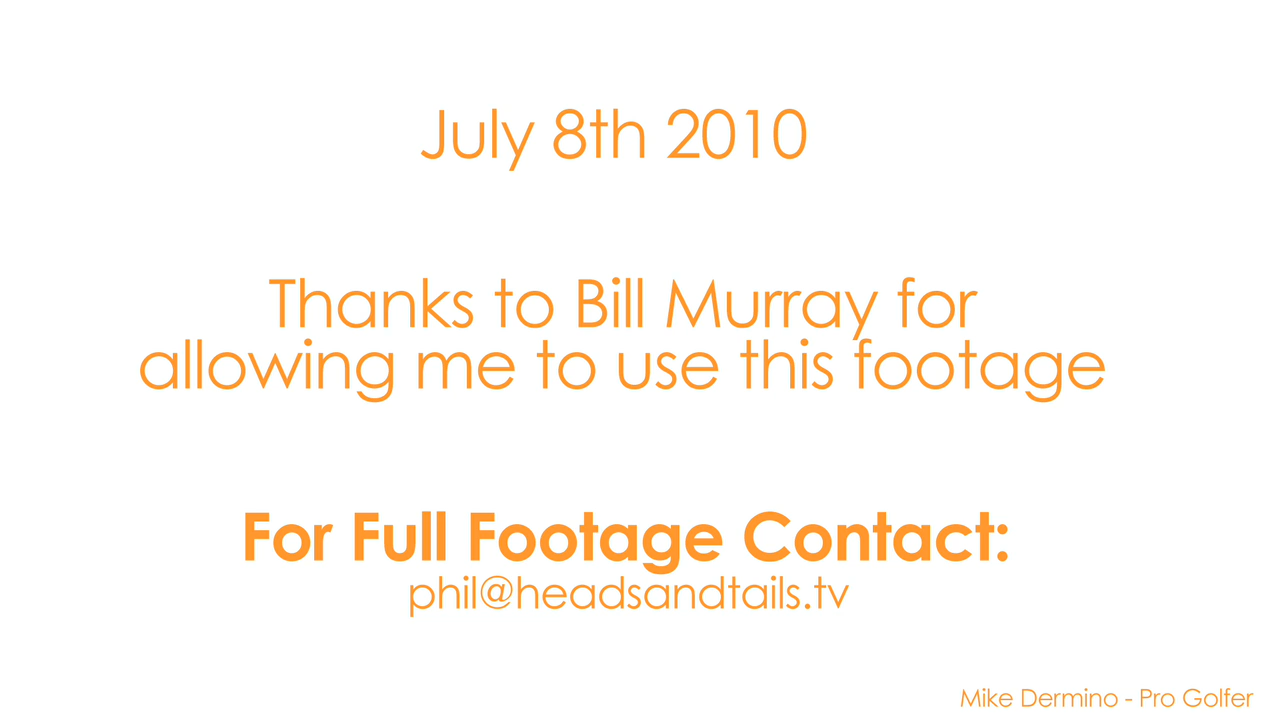 July 8th 2010
Thanks to Bill Murray for
allowing me to use this footage
For Full Footage Contact:
phil@headsandtails.tv
Mike Dermino - Pro Golfer